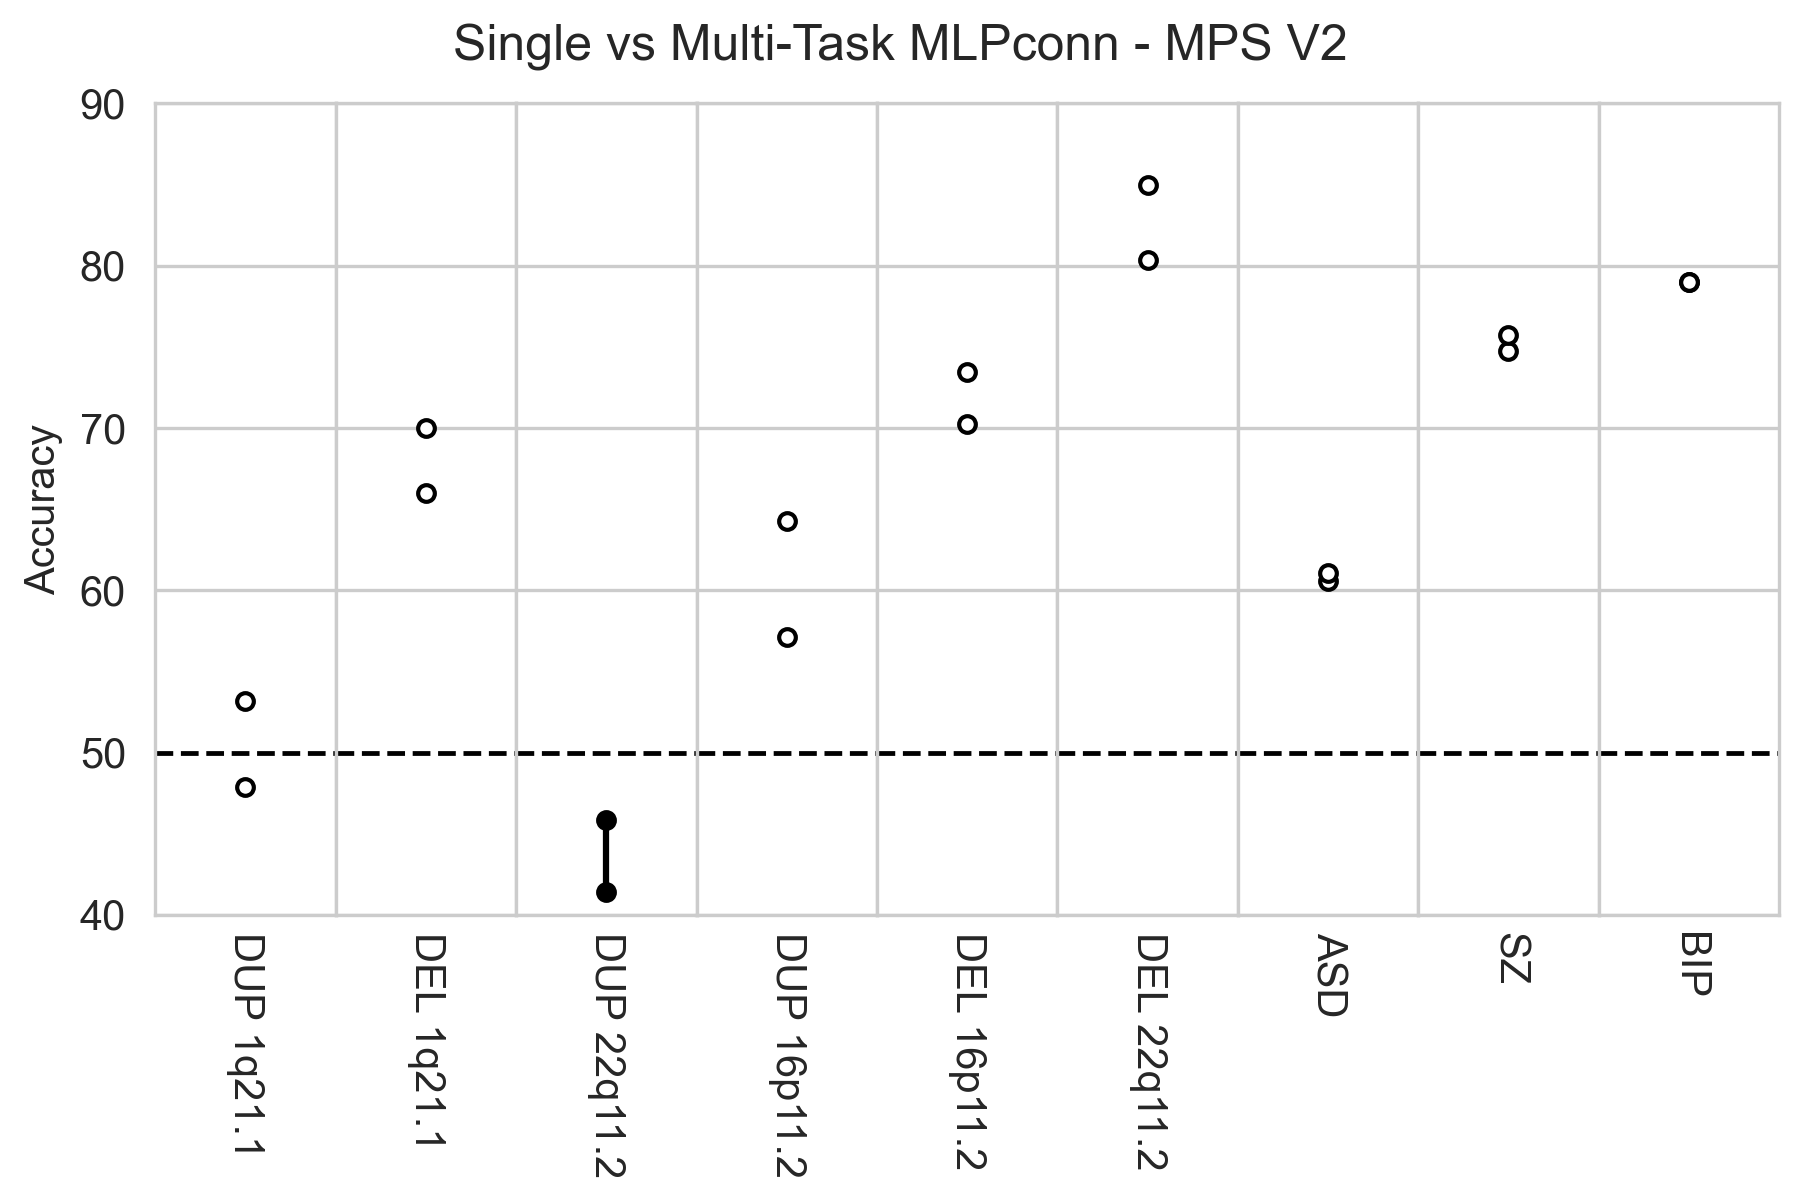 Single vs Multi-Task MLPconn - MPS V2
Accuracy
90
80
70
60
50
40
DUP 1q21.1
DEL 1q21.1
DUP 22q11.2
DUP 16p11.2
DEL 16p11.2
DEL 22q11.2
ASD
SZ
BIP